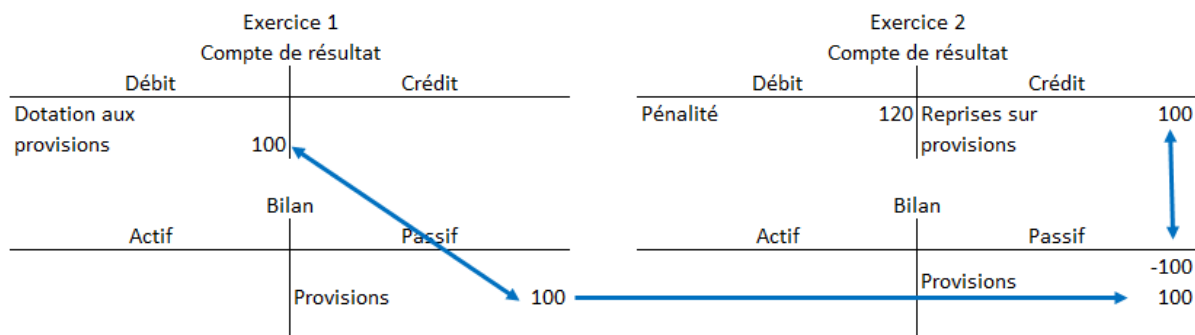 Exercice 1
Compte de résultat
Débit Crédit
Dotation aux
provisions 100
Bilan
Actif Passif
Provisions 100
Exercice 2
Compte de résultat
Débit Crédit
Pénalité 120 Reprises sur 100
provisions
Bilan
Actif Passif
-100
Provisions
100